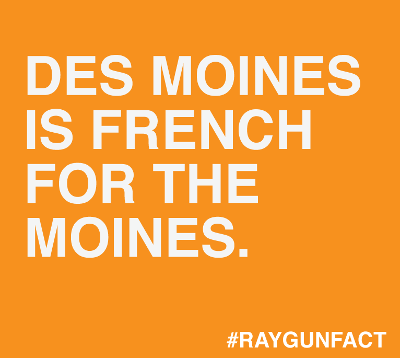 DES MOINES
IS FRENCH
FOR THE
MOINES.
#RAYGUNFACT